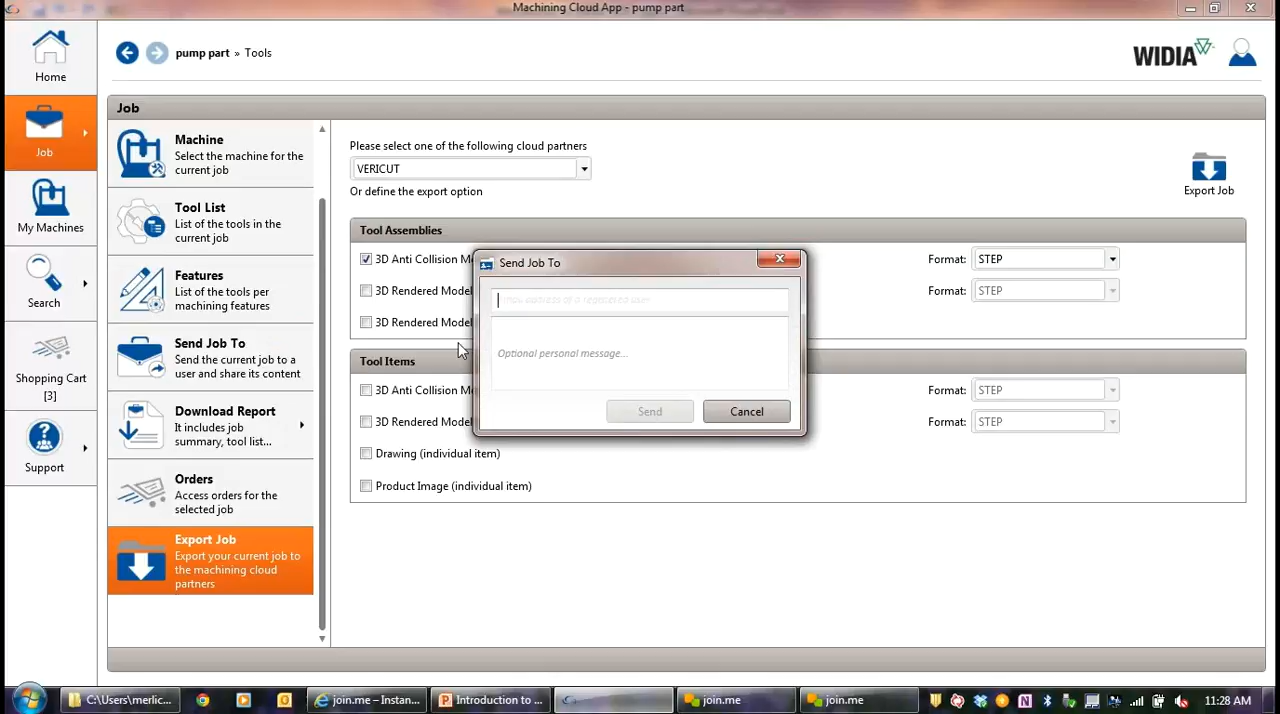 Machining Cloud App - pump part
Home
pump part » Tools
WIDIA
Job
Job
My Machines
Search
Shopping Cart
[3]
Support
Machine
Select the machine for the
current job
Tool List
List of the tools in the
current job
Features
List of the tools per
machining features
Send Job To
Send the current job to a
user and share its content
Download Report
It includes job
summary, tool list...
Orders
Access orders for the
selected job
Export Job
Export your current job to
the machining cloud
partners
Please select one of the following cloud partners
VERICUT
Or define the export option
Export Job
Tool Assemblies
3D Anti Collision Mo
Format: STEP
3D Rendered Model
Format: STEP
3D Rendered Model
Tool Items
3D Anti Collision Mo
Format: STEP
3D Rendered Model
Format: STEP
Drawing (individual item)
Product Image (individual item)
Send Job To
Email address of a registered user
Optional personal message...
Send
Cancel
C:\Users\merlic...
join.me – Instan...
Introduction to ...
join.me
join.me
11:28 AM